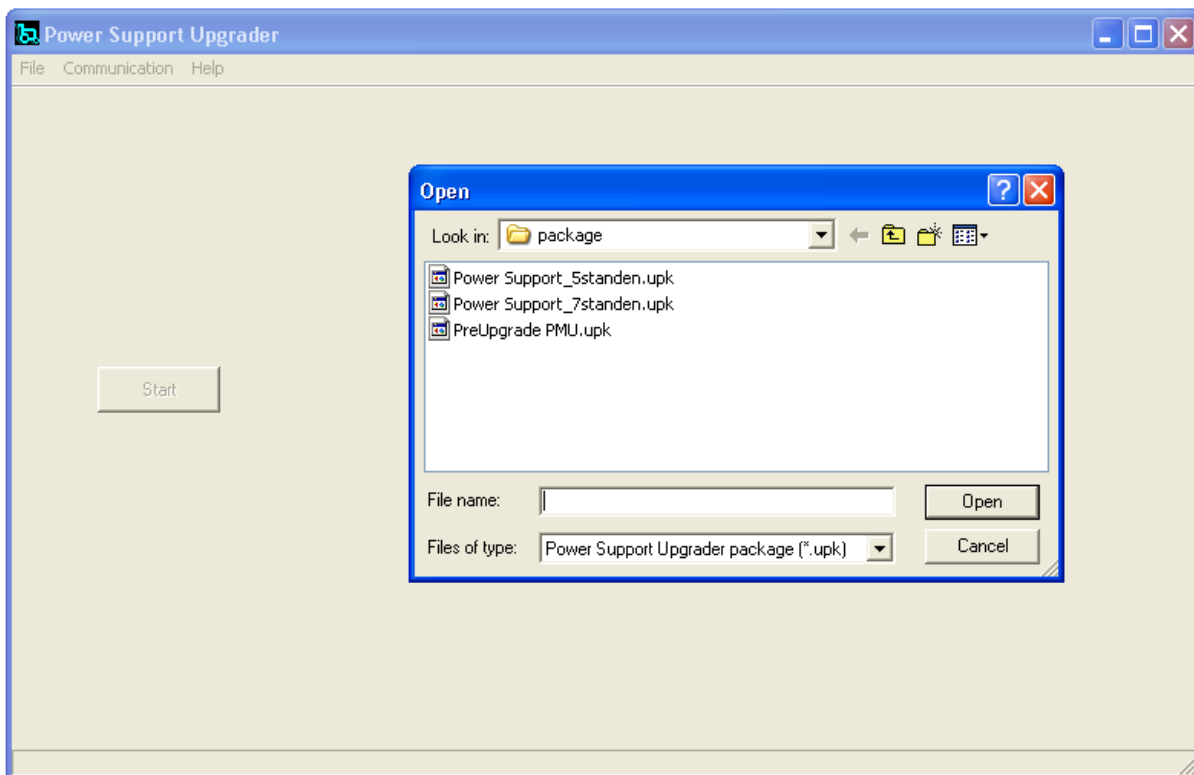 Power Support Upgrader
File Communication Help
Open
Look in: package
Power Support_5standen.upk
Power Support_7standen.upk
PreUpgrade PMU.upk
Start
File name:
Open
Files of type: Power Support Upgrader package (*.upk)
Cancel